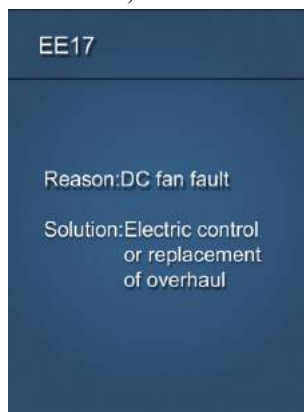 EE17
Reason:DC fan fault
Solution:Electric control
or replacement
of overhaul